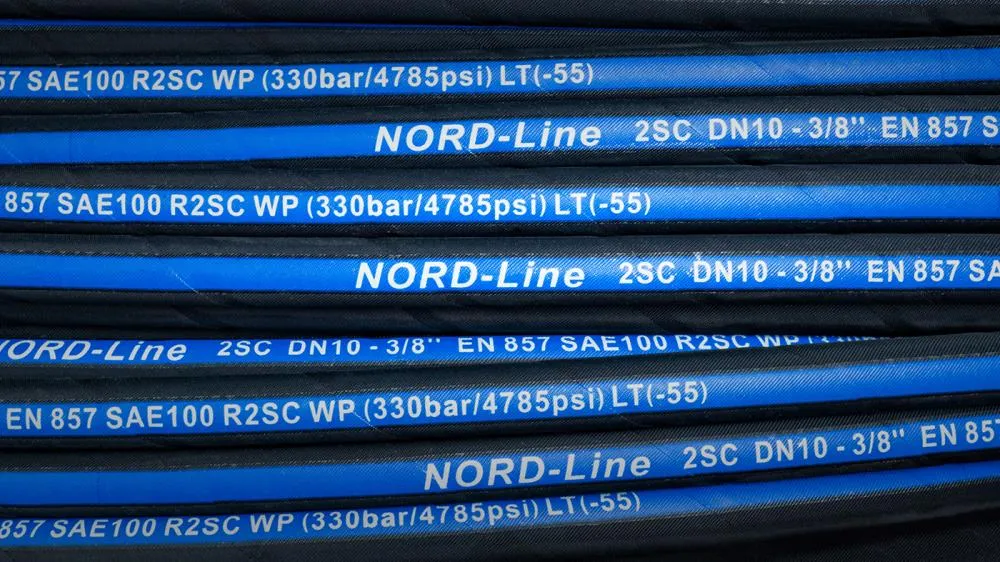 57 SAE100 R2SC WP (330bar/4785psi) LT(-55)
NORD-Line 2SC DN10 - 3/8" EN 857 S
857 SAE100 R2SC WP (330bar/4785psi) LT(-55)
NORD-Line 2SC DN10 - 3/8" EN 857 SA
ORD-Line 2SC DN10 - 3/8" EN 857 SAE100 R2SC WP
EN 857 SAE100 R2SC WP (330bar/4785psi) LT(-55)
NORD-Line 2SC DN10 - 3/8" EN 857
857 SAE100 R2SC WP (330bar/4785psi) LT(-55)